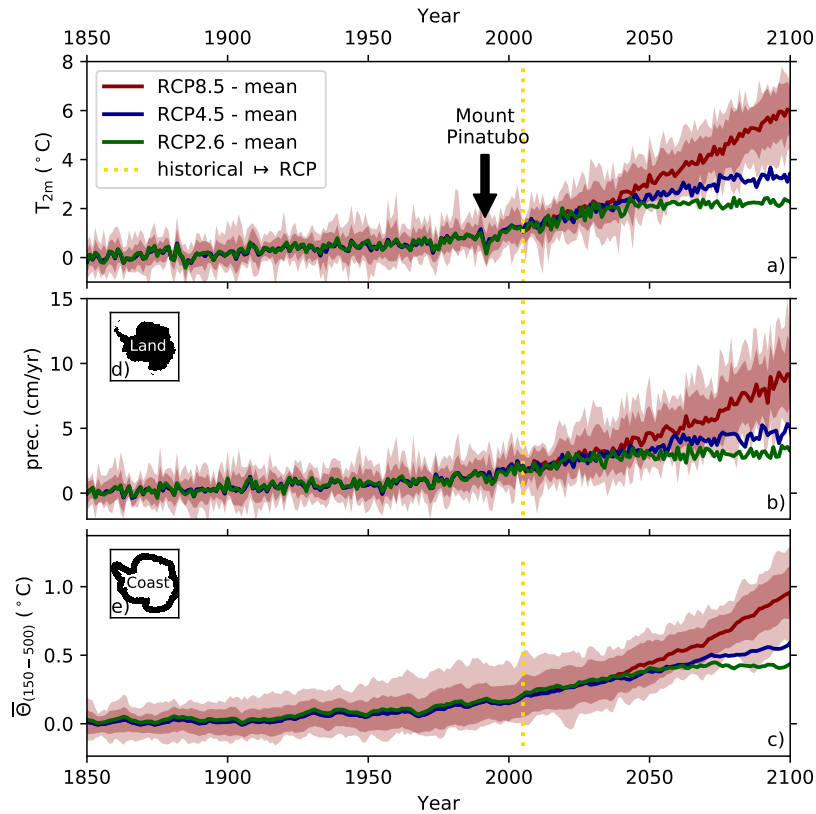 Year
1850 1900 1950 2000 2050 2100
8
6
4
2
0
T2m (°C)
RCP8.5 - mean
RCP4.5 - mean
RCP2.6 - mean
historical ↦ RCP
Mount
Pinatubo
a)
15
10
5
0
prec. (cm/yr)
Land
d)
b)
1.0
0.5
0.0
Θ̅(150−500) (°C)
Coast
e)
c)
1850 1900 1950 2000 2050 2100
Year